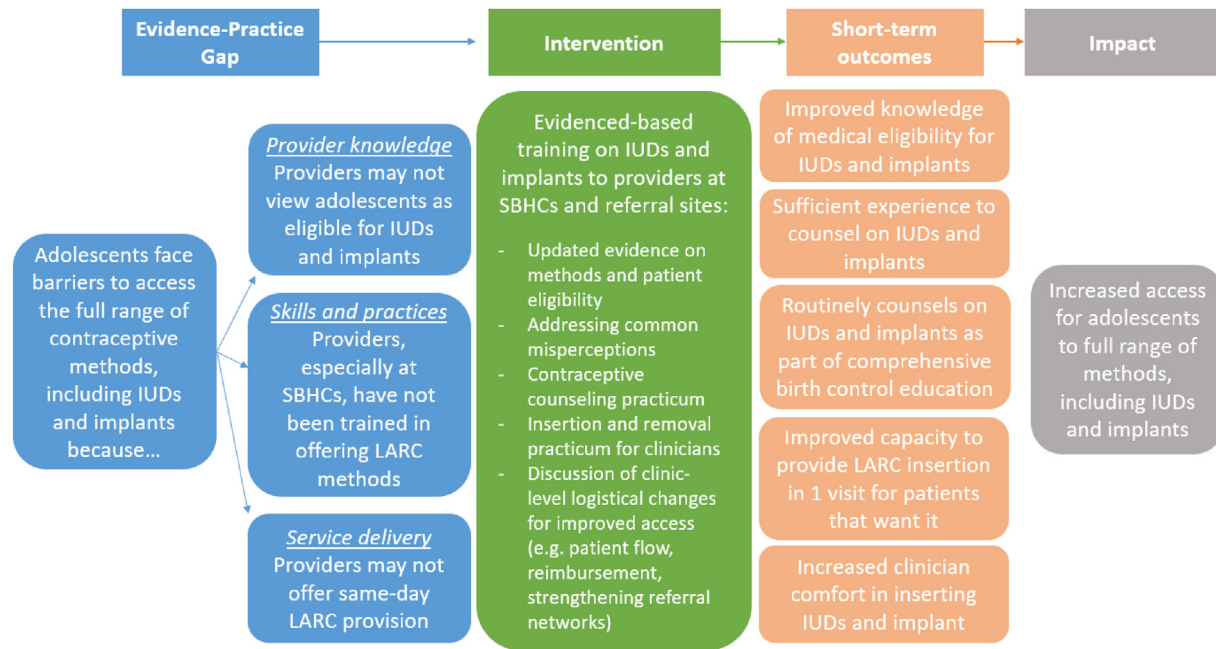 Evidence-Practice
Gap
Intervention
Short-term
outcomes
Impact
Adolescents face
barriers to access
the full range of
contraceptive
methods,
including IUDs
and implants
because…
Provider knowledge
Providers may not
view adolescents as
eligible for IUDs
and implants
Skills and practices
Providers,
especially at
SBHCs, have not
been trained in
offering LARC
methods
Service delivery
Providers may not
offer same-day
LARC provision
Evidenced-based
training on IUDs and
implants to providers at
SBHCs and referral sites:
- Updated evidence on
methods and patient
eligibility
- Addressing common
misperceptions
- Contraceptive
counseling practicum
- Insertion and removal
practicum for clinicians
- Discussion of clinic-
level logistical changes
for improved access
(e.g. patient flow,
reimbursement,
strengthening referral
networks)
Improved knowledge
of medical eligibility for
IUDs and implants
Sufficient experience to
counsel on IUDs and
implants
Routinely counsels on
IUDs and implants as
part of comprehensive
birth control education
Improved capacity to
provide LARC insertion
in 1 visit for patients
that want it
Increased clinician
comfort in inserting
IUDs and implant
Increased access
for adolescents
to full range of
methods,
including IUDs
and implants